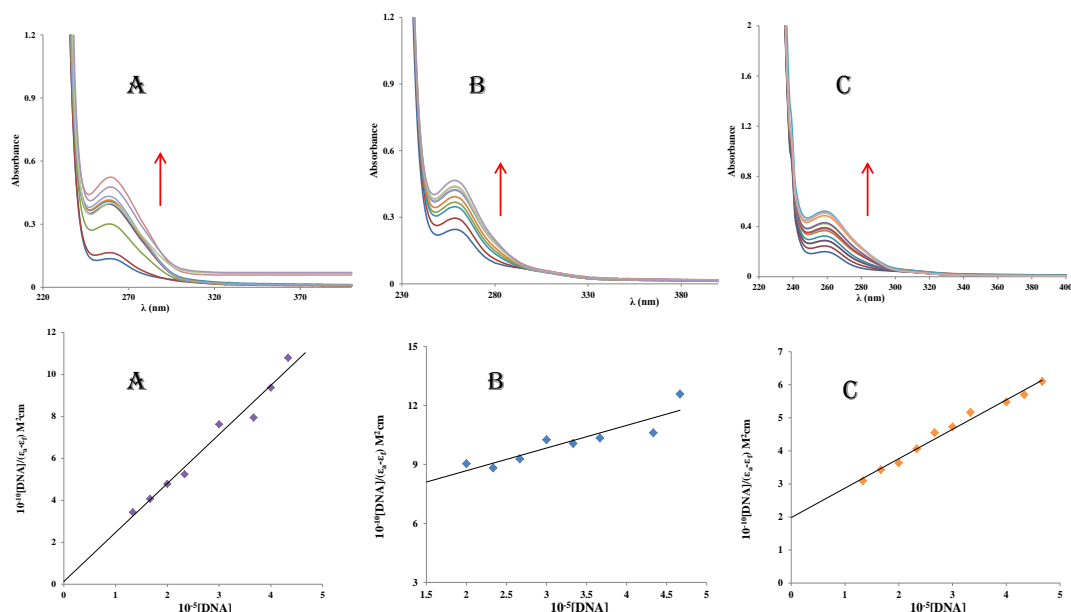 A
1.2
0.9
0.6
0.3
0
Absorbance
220 270 320 370
λ (nm)
B
1.2
0.9
0.6
0.3
0
Absorbance
230 280 330 380
λ (nm)
C
2
1.6
1.2
0.8
0.4
0
Absorbance
220 240 260 280 300 320 340 360 380 400
λ (nm)
A
12
10
8
6
4
2
0
10⁻¹⁰[DNA]/(εₐ-ε_f) M²cm
0 1 2 3 4 5
10⁻⁵[DNA]
B
15
12
9
6
3
10⁻¹⁰[DNA]/(εₐ-ε_f) M²cm
1.5 2 2.5 3 3.5 4 4.5 5
10⁻⁵[DNA]
C
7
6
5
4
3
2
1
0
10⁻¹⁰[DNA]/(εₐ-ε_f) M²cm
0 1 2 3 4 5
10⁻⁵[DNA]